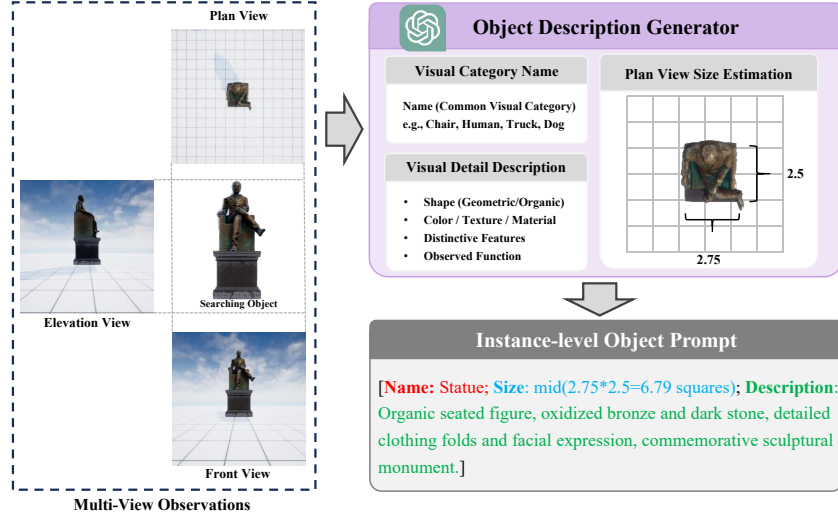 Plan View
Searching Object
Elevation View
Front View
Multi-View Observations
Object Description Generator
Visual Category Name
Name (Common Visual Category)
e.g., Chair, Human, Truck, Dog
Visual Detail Description
• Shape (Geometric/Organic)
• Color / Texture / Material
• Distinctive Features
• Observed Function
Plan View Size Estimation
2.5
2.75
Instance-level Object Prompt
[Name: Statue; Size: mid(2.75*2.5=6.79 squares); Description:
Organic seated figure, oxidized bronze and dark stone, detailed
clothing folds and facial expression, commemorative sculptural
monument.]